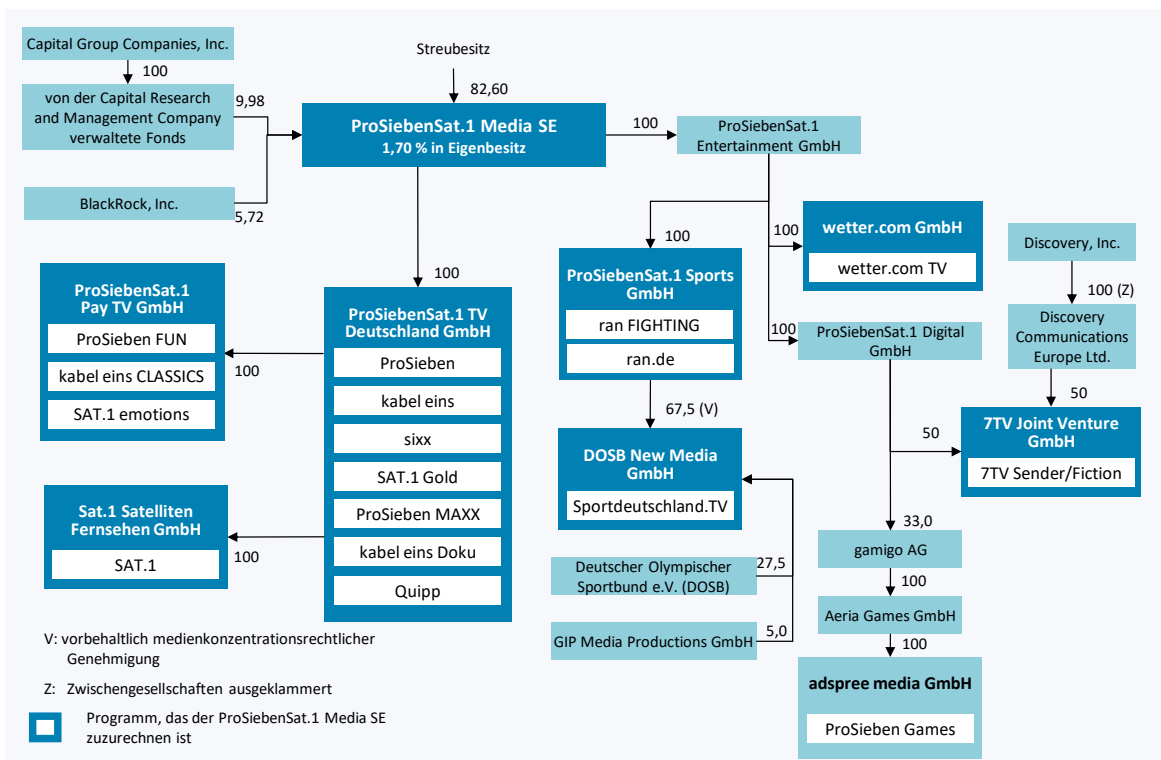 Capital Group Companies, Inc.
100
von der Capital Research
and Management Company
verwaltete Fonds
9,98
BlackRock, Inc.
5,72
Streubesitz
82,60
ProSiebenSat.1 Media SE
1,70 % in Eigenbesitz
100
ProSiebenSat.1
Entertainment GmbH
100
wetter.com GmbH
wetter.com TV
100
ProSiebenSat.1 Sports
GmbH
ran FIGHTING
ran.de
100
ProSiebenSat.1 Digital
GmbH
Discovery, Inc.
100 (Z)
Discovery
Communications
Europe Ltd.
50
7TV Joint Venture
GmbH
7TV Sender/Fiction
50
100
ProSiebenSat.1
Pay TV GmbH
ProSieben FUN
kabel eins CLASSICS
SAT.1 emotions
100
ProSiebenSat.1 TV
Deutschland GmbH
ProSieben
kabel eins
sixx
SAT.1 Gold
ProSieben MAXX
kabel eins Doku
Quipp
Sat.1 Satelliten
Fernsehen GmbH
SAT.1
100
67,5 (V)
DOSB New Media
GmbH
Sportdeutschland.TV
Deutscher Olympischer
Sportbund e.V. (DOSB)
27,5
GIP Media Productions GmbH
5,0
33,0
gamigo AG
100
Aeria Games GmbH
100
adspree media GmbH
ProSieben Games
V: vorbehaltlich medienkonzentrationsrechtlicher
Genehmigung
Z: Zwischengesellschaften ausgeklammert
Programm, das der ProSiebenSat.1 Media SE
zuzurechnen ist